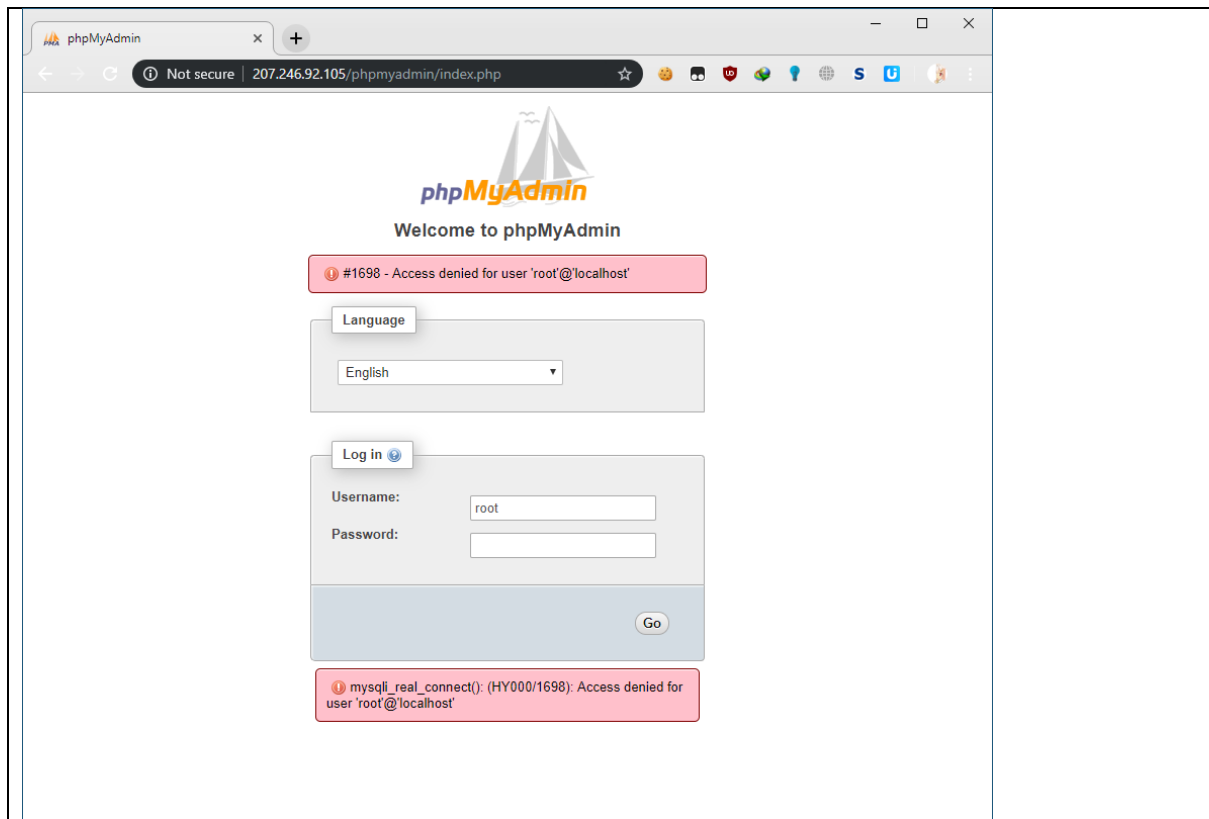 phpMyAdmin
Not secure | 207.246.92.105/phpmyadmin/index.php
phpMyAdmin
Welcome to phpMyAdmin
#1698 - Access denied for user 'root'@'localhost'
Language
English
Log in
Username:
root
Password:
Go
mysqli_real_connect(): (HY000/1698): Access denied for
user 'root'@'localhost'